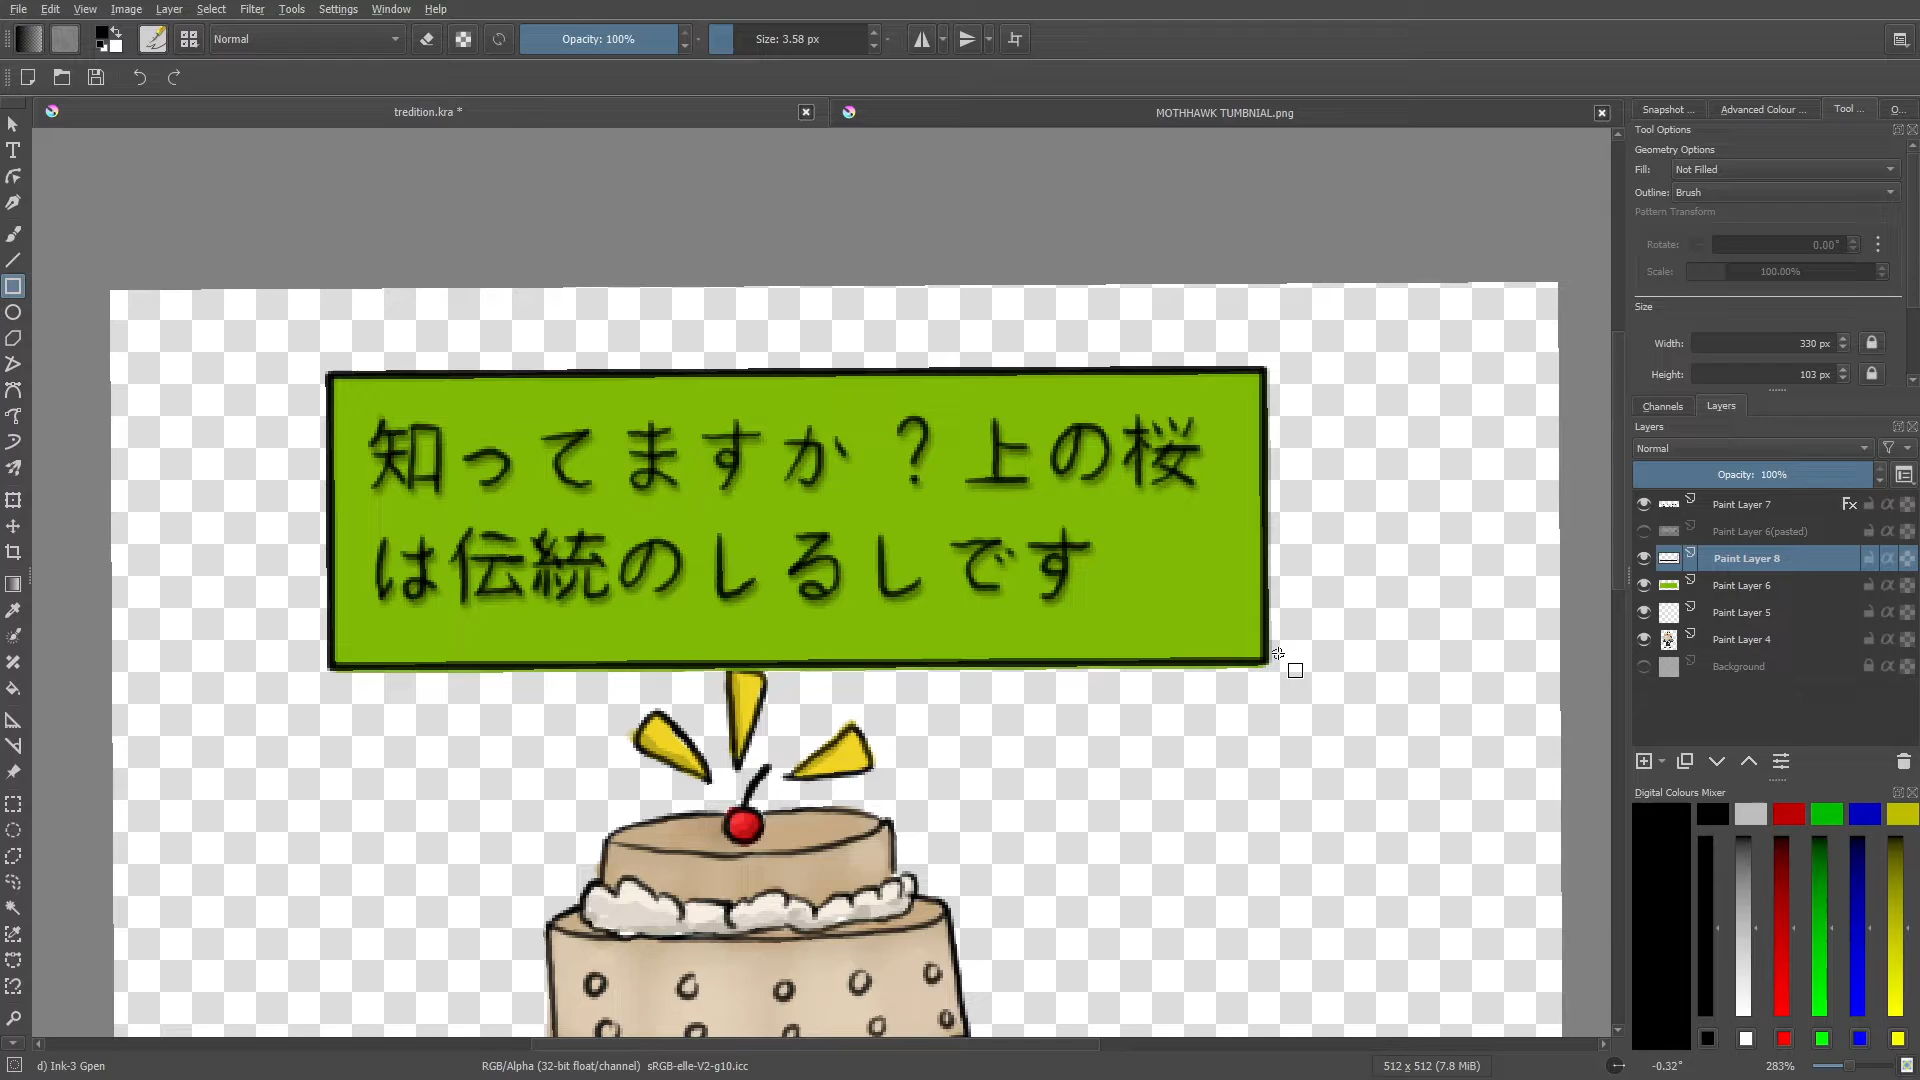 File Edit View Image Layer Select Filter Tools Settings Window Help
Normal
Opacity: 100%
Size: 3.58 px
tredition.kra *
MOTHHAWK TUMBNIAL.png
Snapshot ...
Advanced Colour ...
Tool ...
O...
Tool Options
Geometry Options
Fill: Not Filled
Outline: Brush
Pattern Transform
Rotate: 0.00°
Scale: 100.00%
Size
Width: 330 px
Height: 103 px
Channels Layers
Layers
Normal
Opacity: 100%
Paint Layer 7 Fx
Paint Layer 6(pasted)
Paint Layer 8
Paint Layer 6
Paint Layer 5
Paint Layer 4
Background
Digital Colours Mixer
知ってますか？上の桜
は伝統のしるしです
d) Ink-3 Gpen
RGB/Alpha (32-bit float/channel) sRGB-elle-V2-g10.icc
512 x 512 (7.8 MiB)
-0.32°
283%